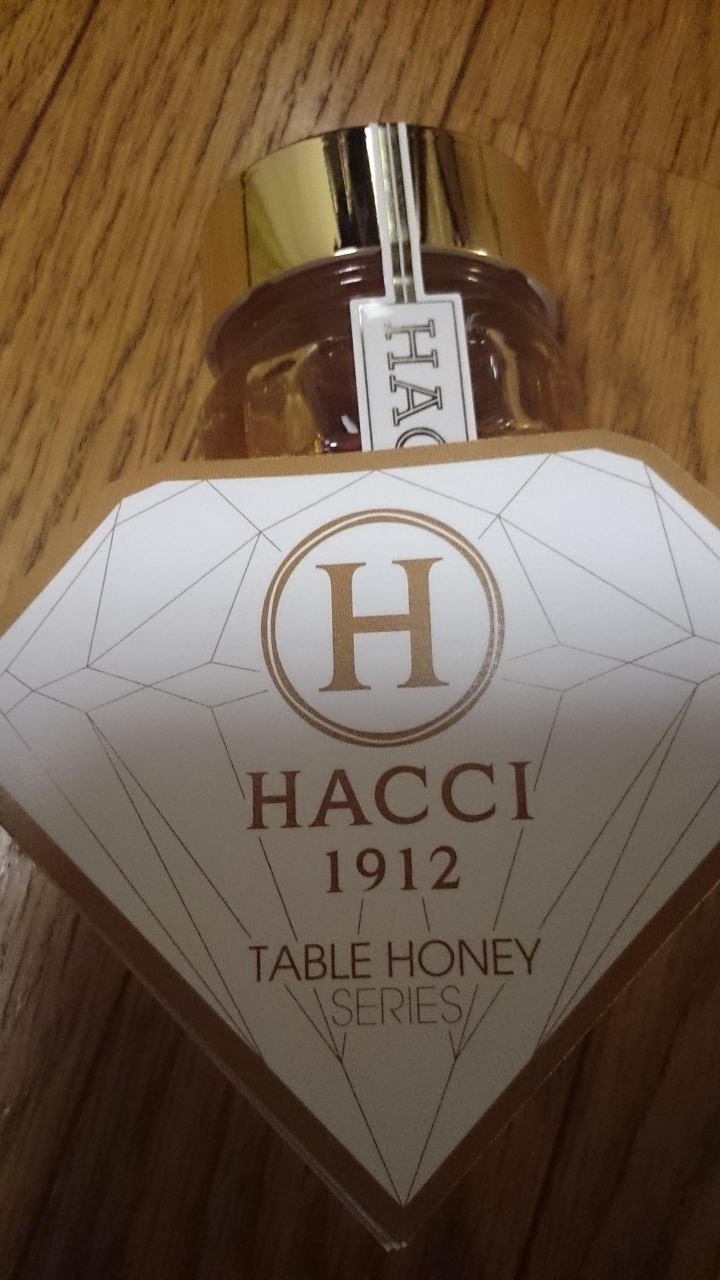 HAC
H
HACCI
1912
TABLE HONEY
SERIES